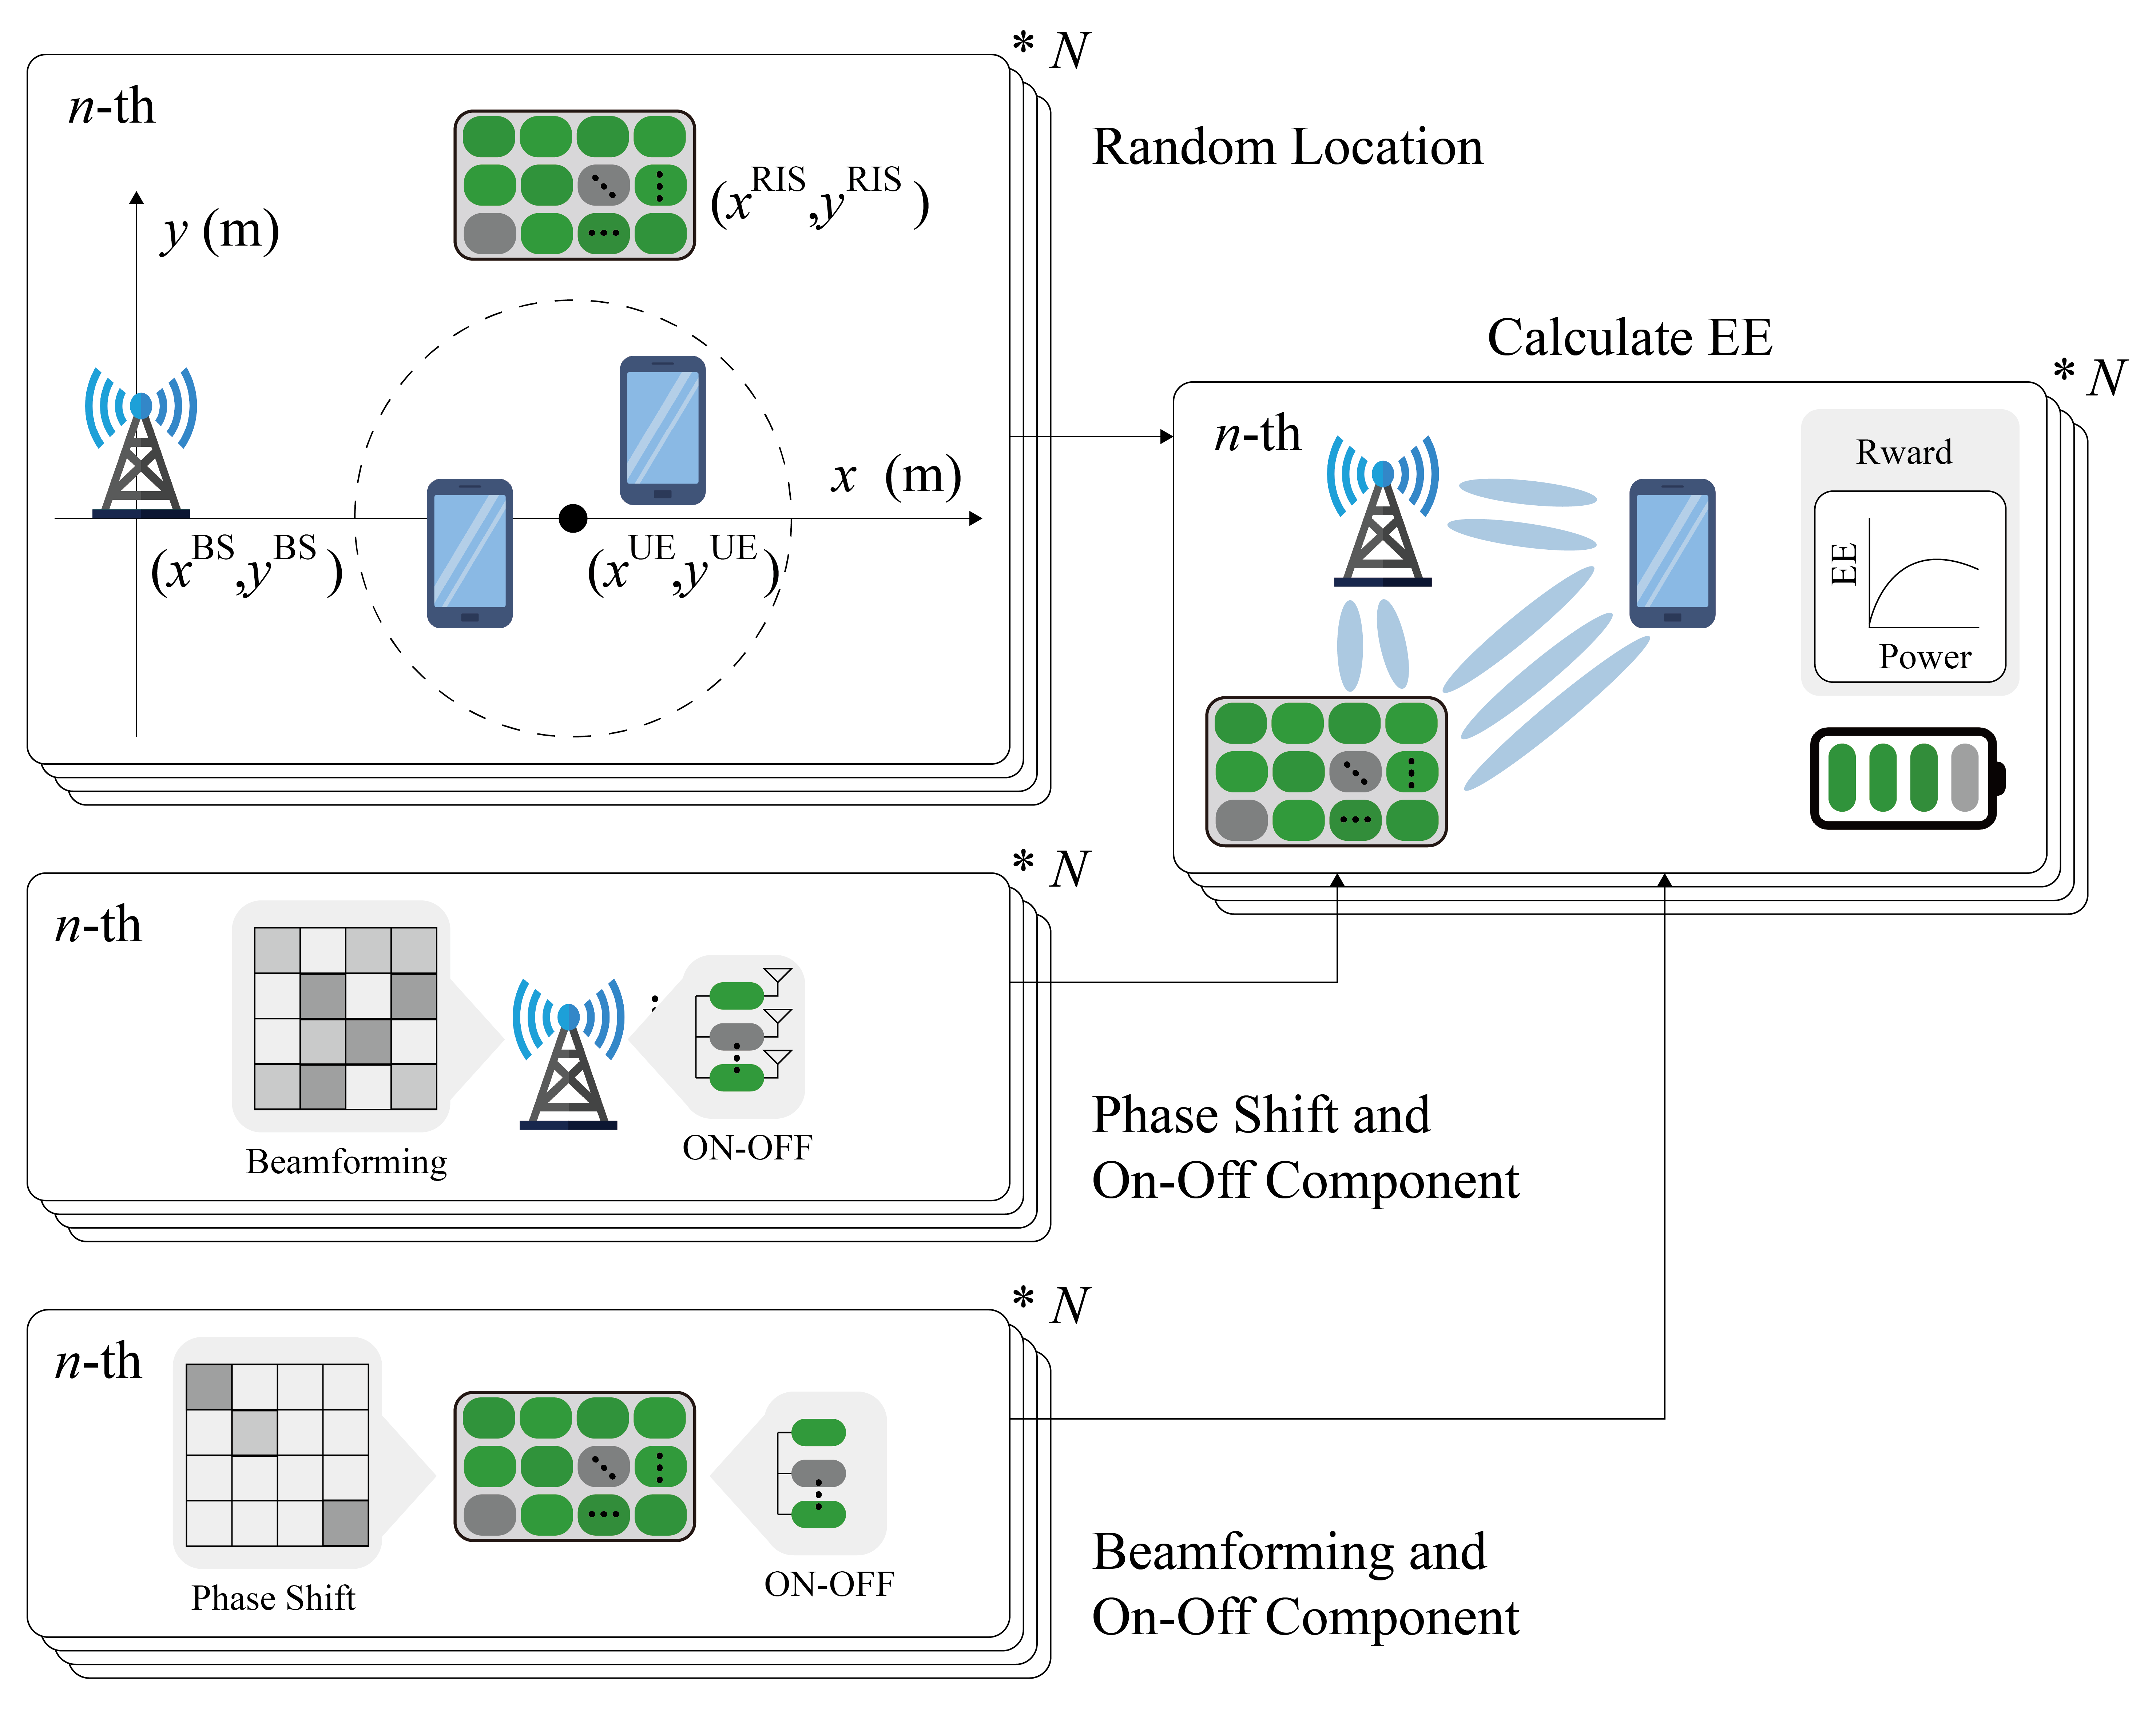 * N
n-th
Random Location
(x^RIS,y^RIS)
y (m)
x (m)
(x^BS,y^BS)
(x^UE,y^UE)
Calculate EE
* N
n-th
Rward
EE
Power
* N
n-th
Beamforming
ON-OFF
Phase Shift and
On-Off Component
* N
n-th
Phase Shift
ON-OFF
Beamforming and
On-Off Component